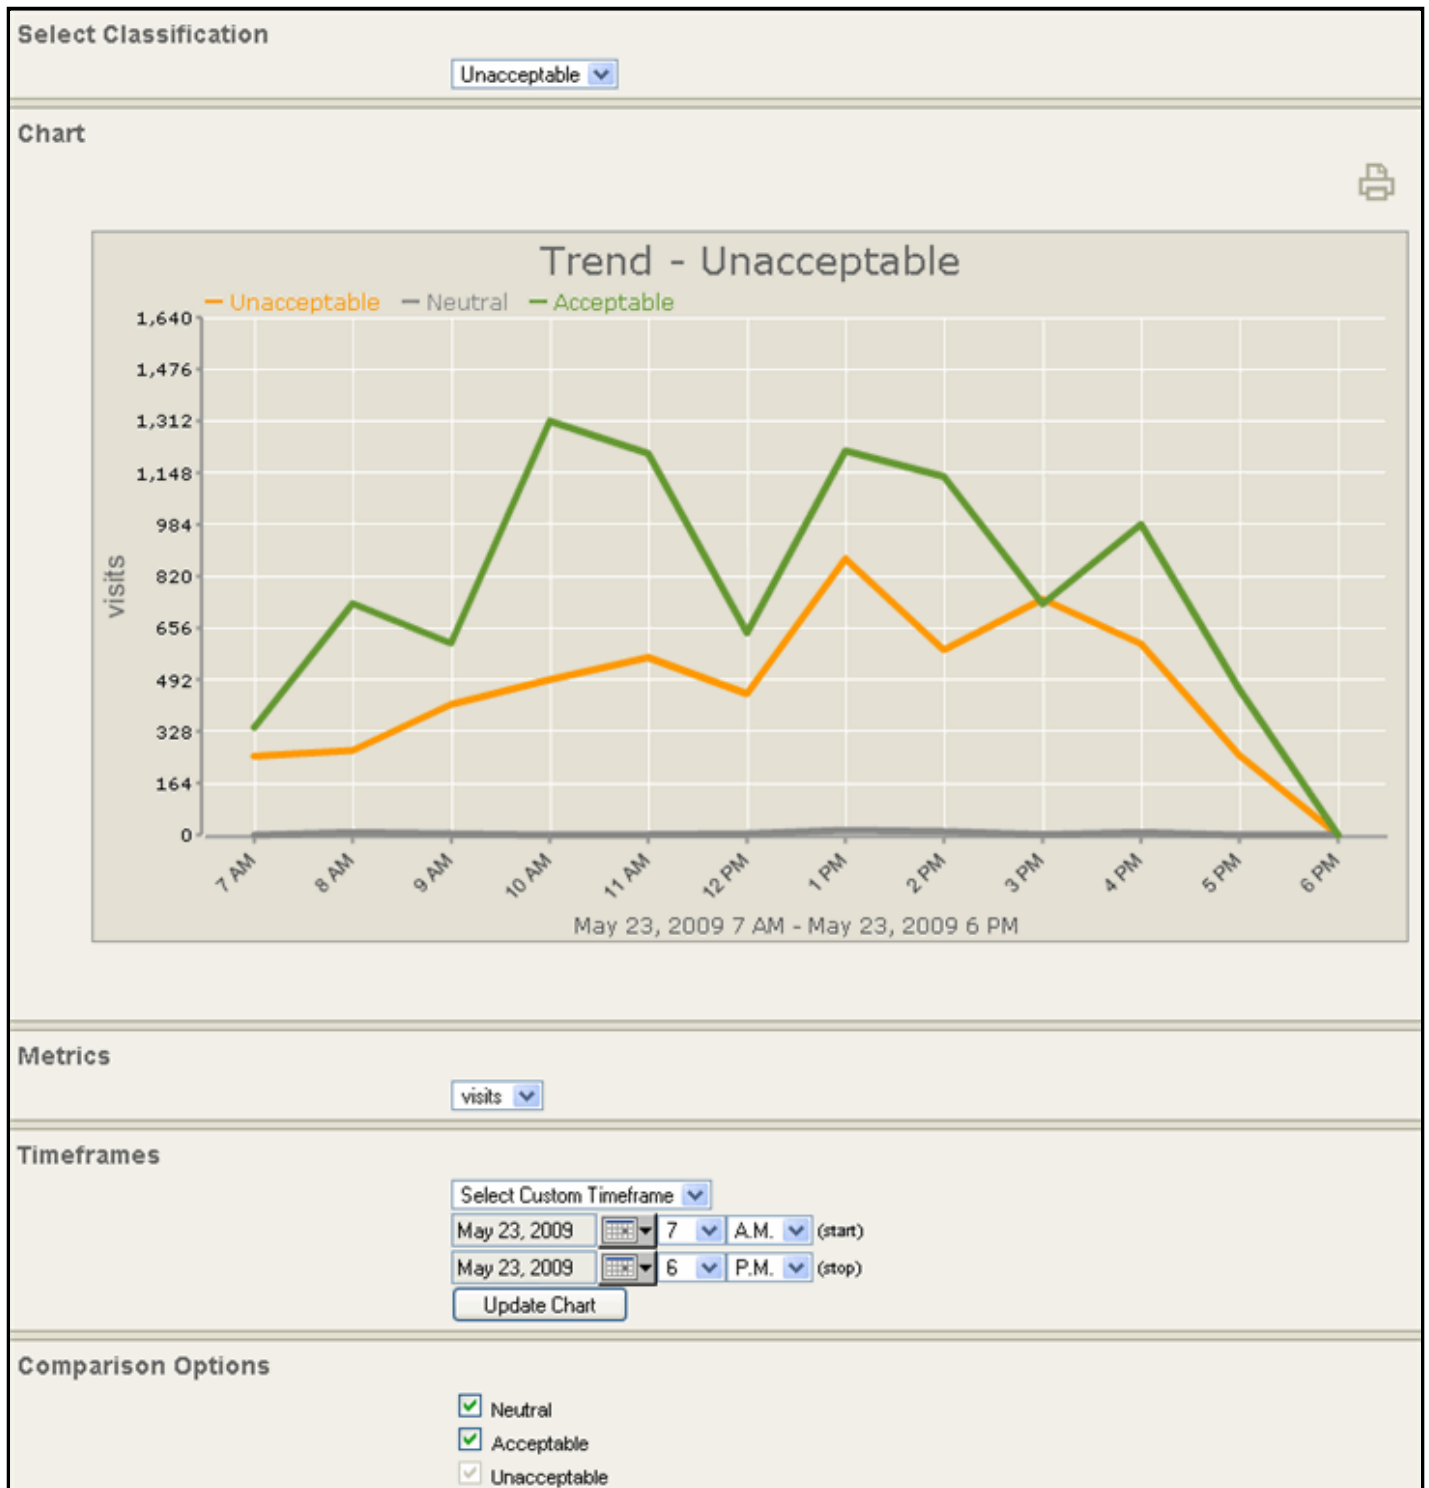 Select Classification
Unacceptable
Chart
Trend - Unacceptable
Unacceptable Neutral Acceptable
1,640
1,476
1,312
1,148
984
820
656
492
328
164
0
visits
7 AM 8 AM 9 AM 10 AM 11 AM 12 PM 1 PM 2 PM 3 PM 4 PM 5 PM 6 PM
May 23, 2009 7 AM - May 23, 2009 6 PM
Metrics
visits
Timeframes
Select Custom Timeframe
May 23, 2009 7 A.M. (start)
May 23, 2009 6 P.M. (stop)
Update Chart
Comparison Options
Neutral
Acceptable
Unacceptable